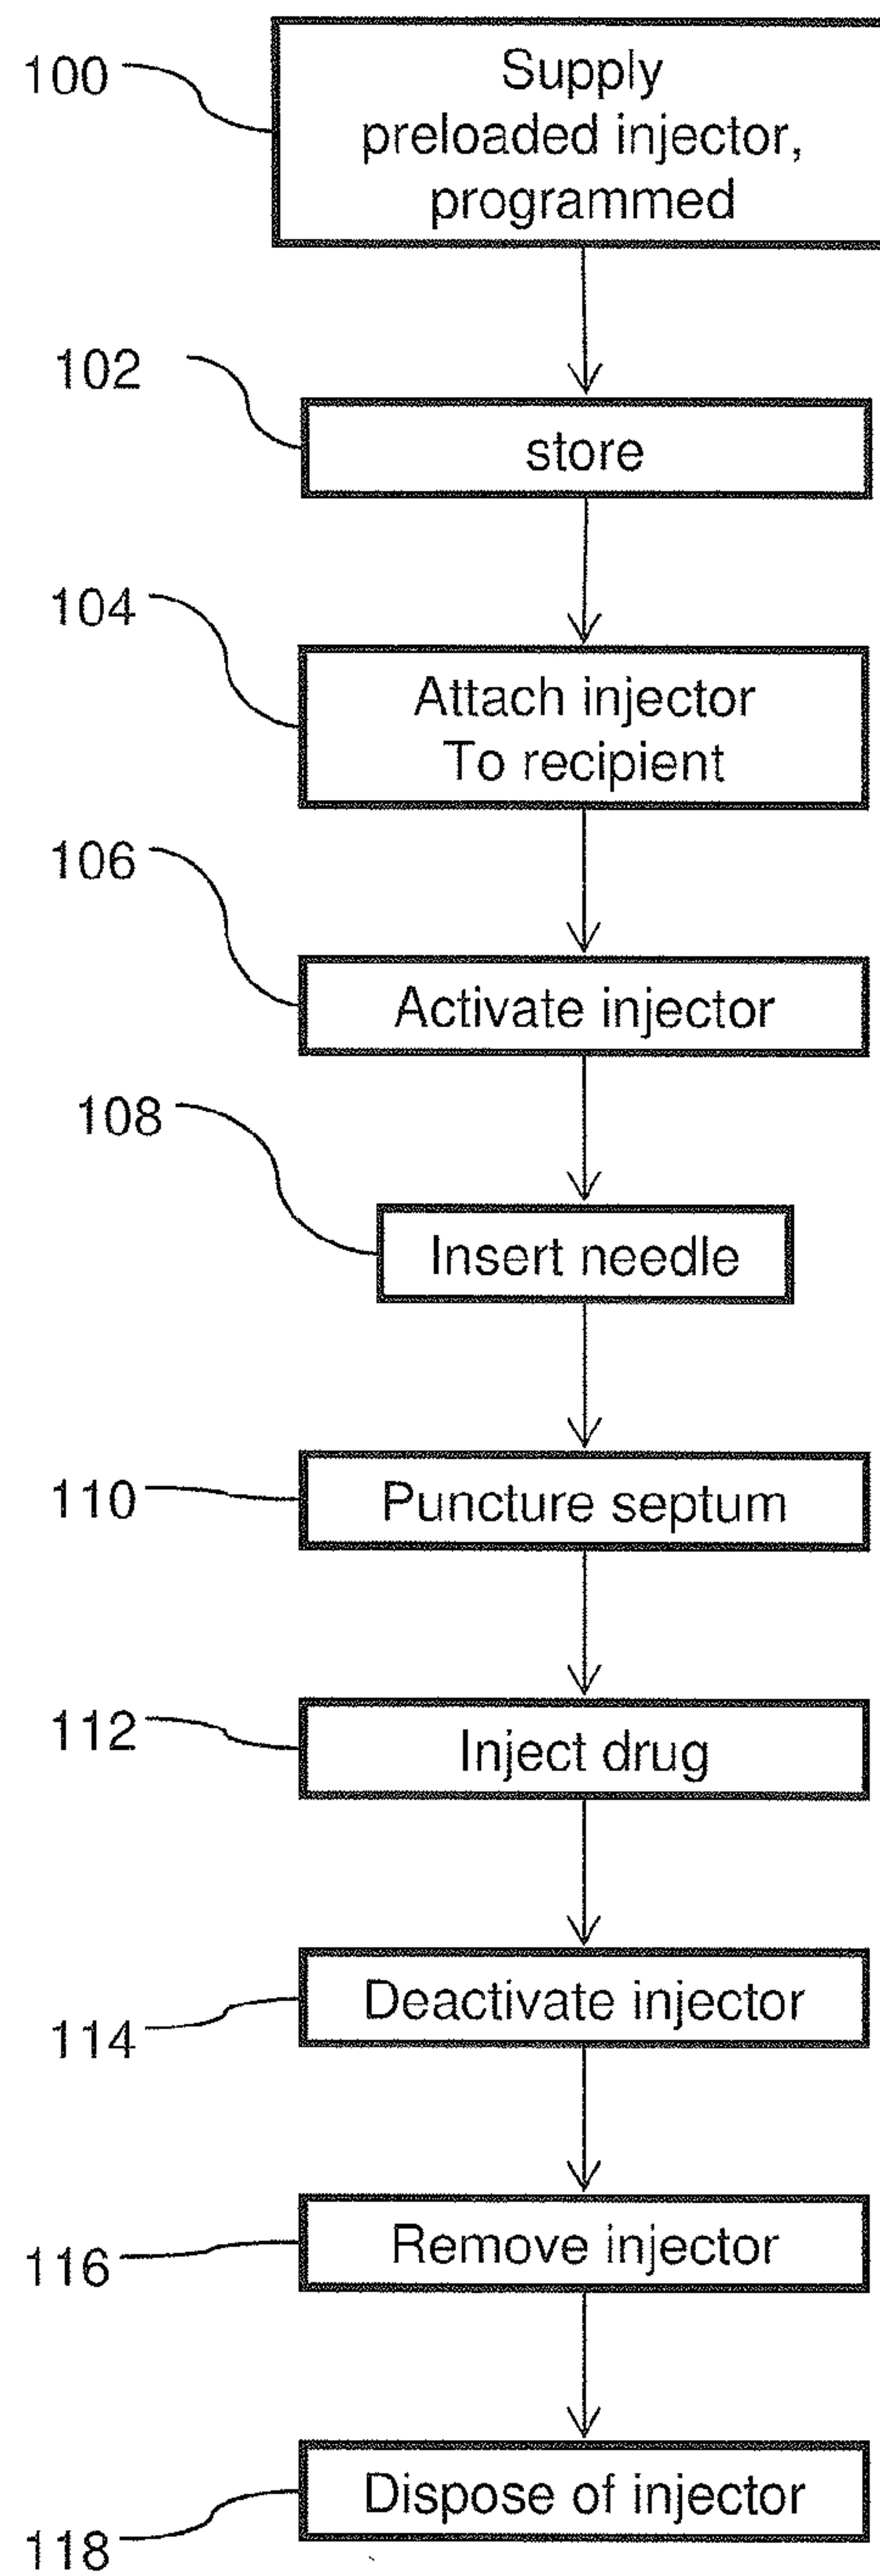 100
Supply
preloaded injector,
programmed
102
store
104
Attach injector
To recipient
106
Activate injector
108
Insert needle
110
Puncture septum
112
Inject drug
114
Deactivate injector
116
Remove injector
118
Dispose of injector